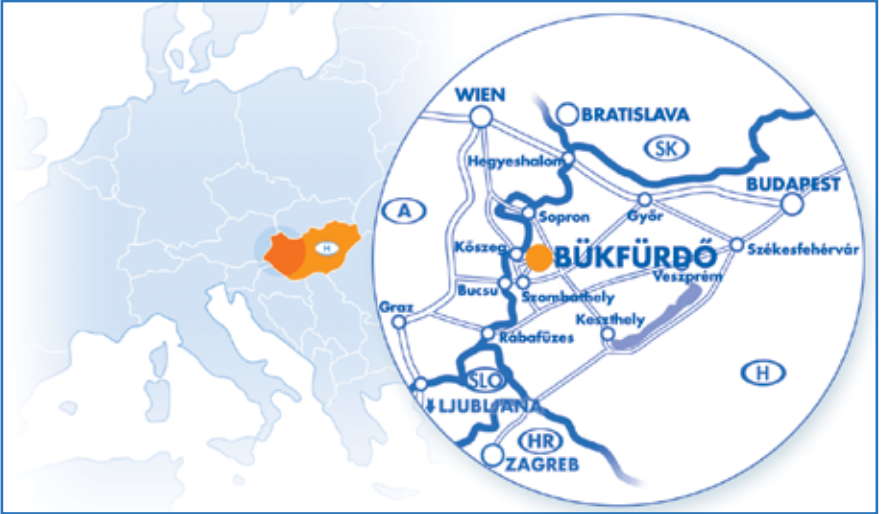 WIEN
BRATISLAVA
SK
Hegyeshalom
BUDAPEST
A
Sopron
Győr
H
Kőszeg
BÜKFÜRDŐ
Székesfehérvár
Veszprém
Bucsu
Szombathely
Graz
Keszthely
Rábafüzes
H
SLO
LJUBLJANA
HR
ZAGREB